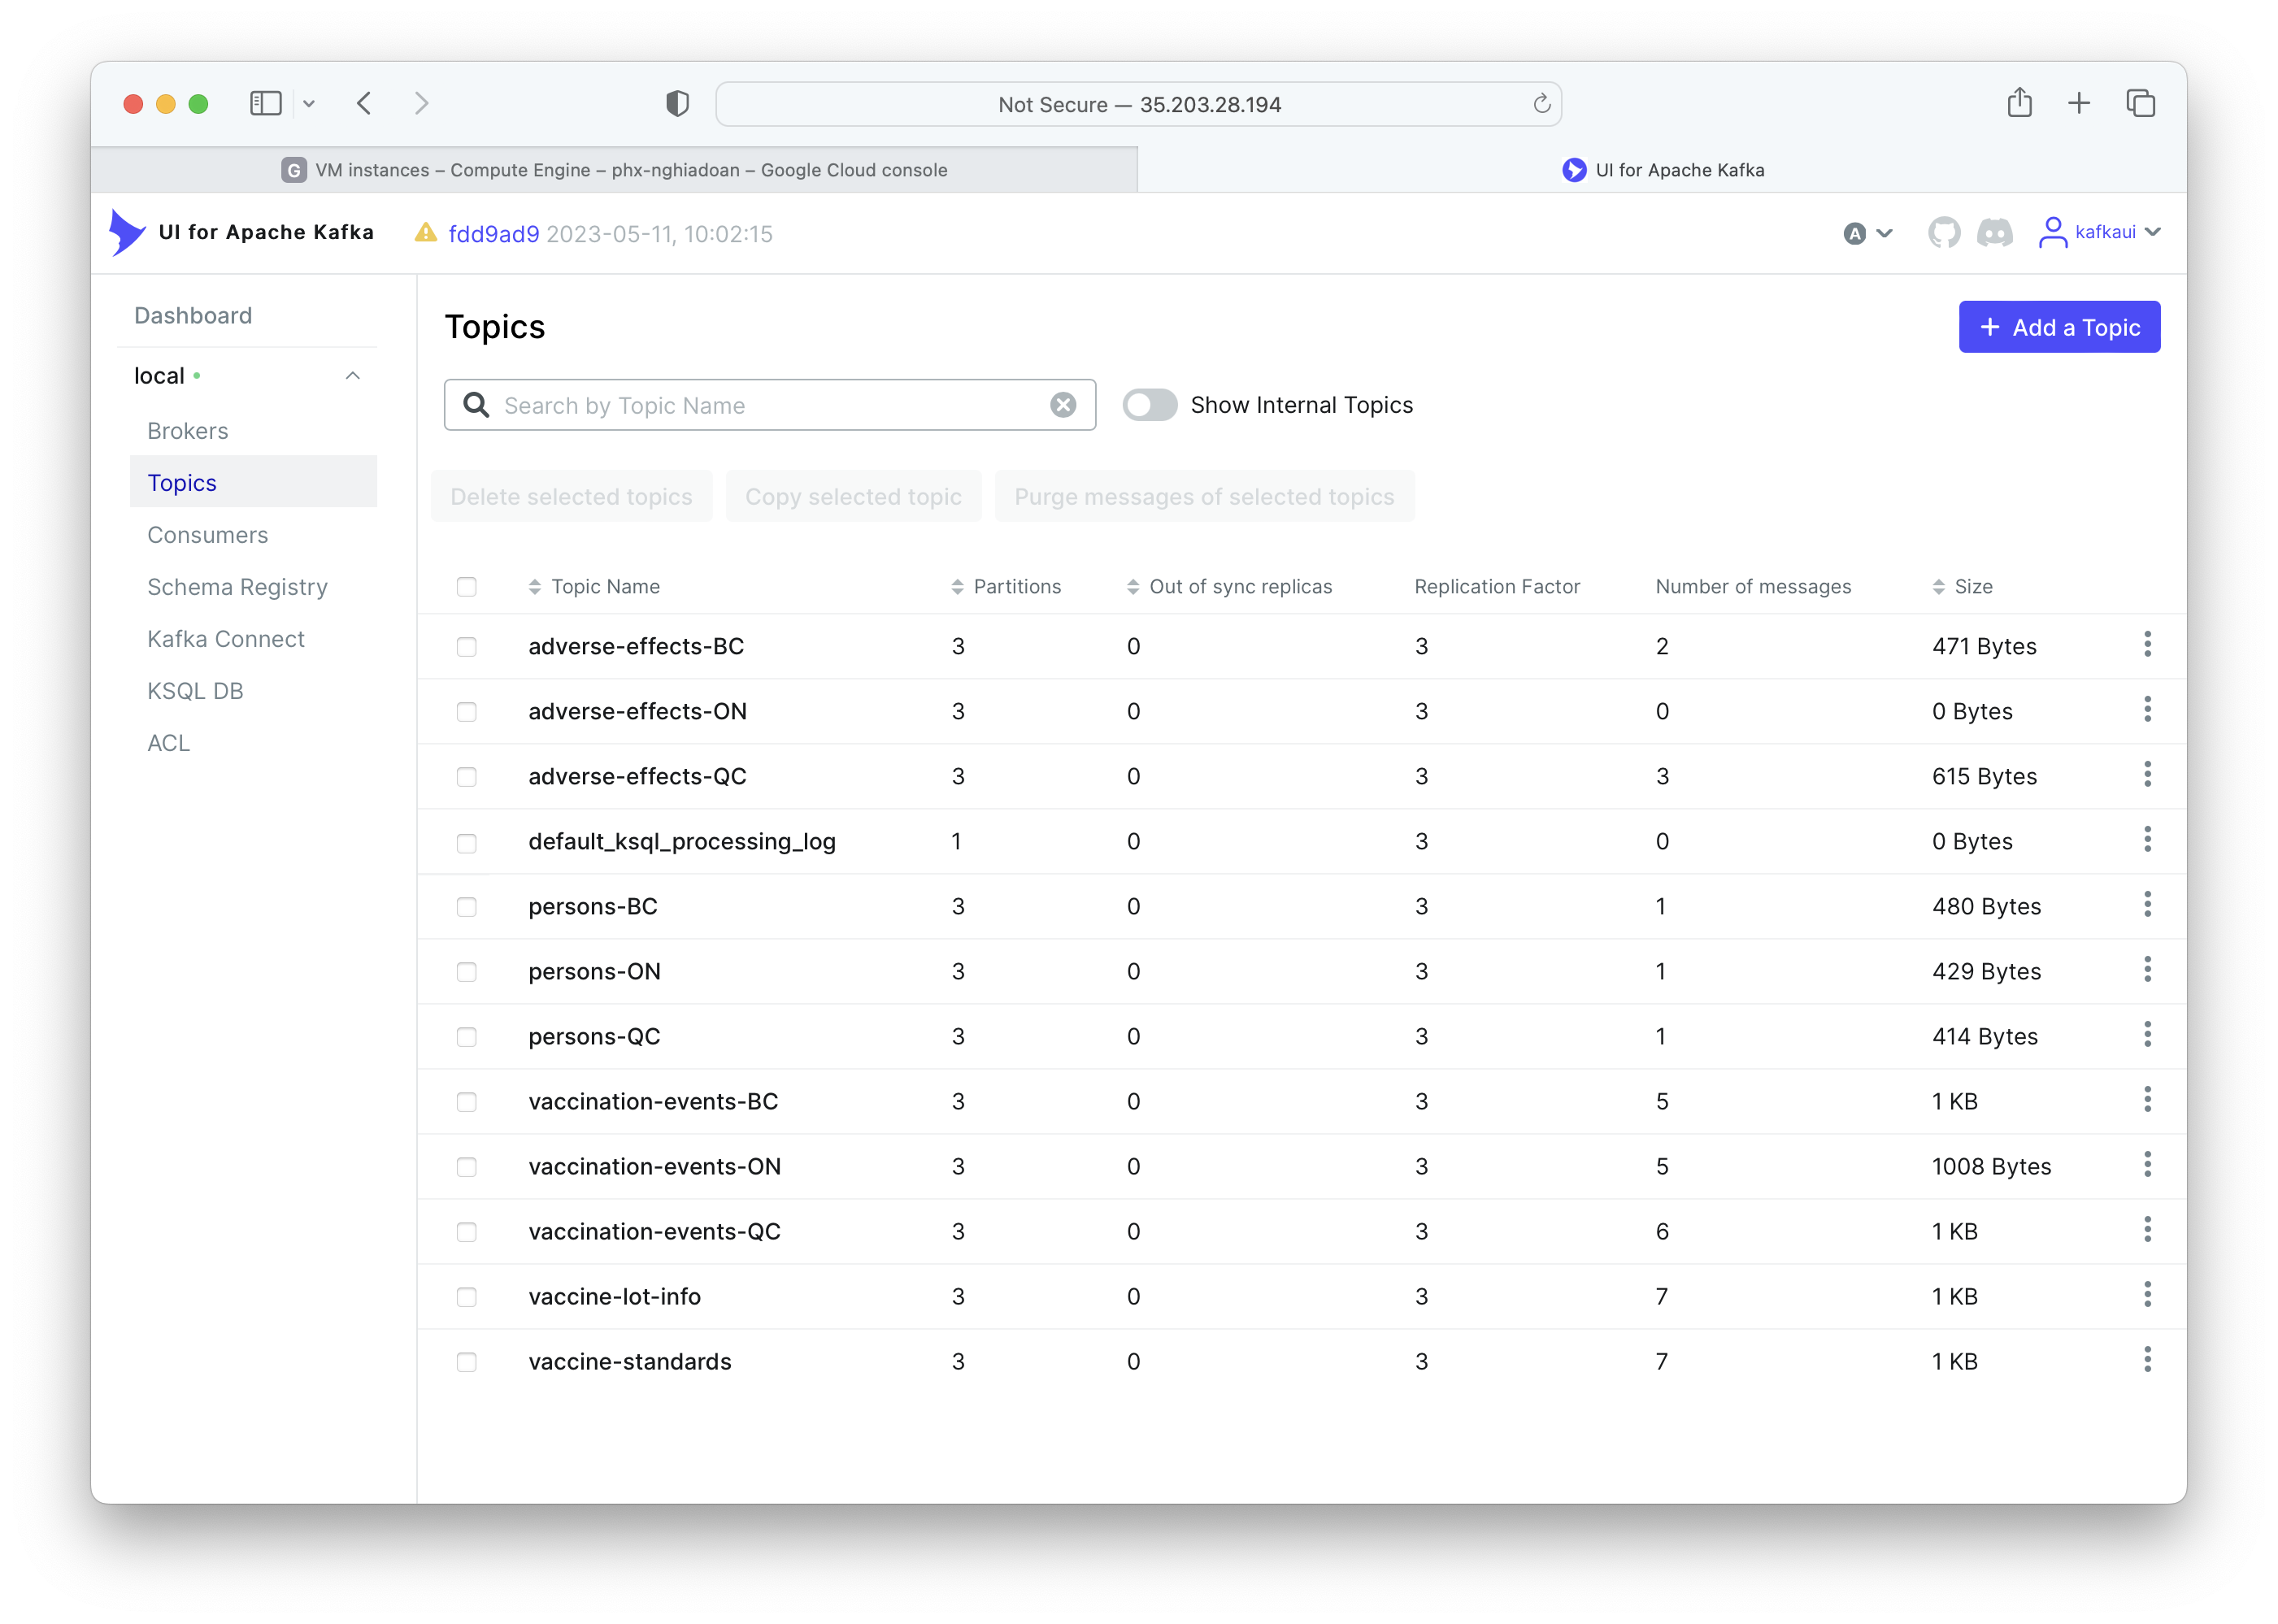 Not Secure — 35.203.28.194
G VM instances – Compute Engine – phx-nghiadoan – Google Cloud console
UI for Apache Kafka
UI for Apache Kafka fdd9ad9 2023-05-11, 10:02:15 A kafkaui
Dashboard
local
Brokers
Topics
Consumers
Schema Registry
Kafka Connect
KSQL DB
ACL
Topics
+ Add a Topic
Search by Topic Name
Show Internal Topics
Delete selected topics Copy selected topic Purge messages of selected topics
Topic Name Partitions Out of sync replicas Replication Factor Number of messages Size
adverse-effects-BC 3 0 3 2 471 Bytes
adverse-effects-ON 3 0 3 0 0 Bytes
adverse-effects-QC 3 0 3 3 615 Bytes
default_ksql_processing_log 1 0 3 0 0 Bytes
persons-BC 3 0 3 1 480 Bytes
persons-ON 3 0 3 1 429 Bytes
persons-QC 3 0 3 1 414 Bytes
vaccination-events-BC 3 0 3 5 1 KB
vaccination-events-ON 3 0 3 5 1008 Bytes
vaccination-events-QC 3 0 3 6 1 KB
vaccine-lot-info 3 0 3 7 1 KB
vaccine-standards 3 0 3 7 1 KB